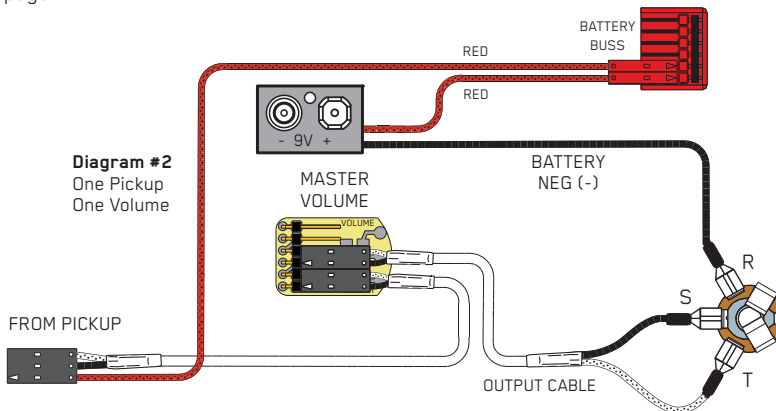 BATTERY
BUSS
RED
RED
- 9V +
Diagram #2
One Pickup
One Volume
BATTERY
NEG (-)
MASTER
VOLUME
VOLUME
R
S
FROM PICKUP
OUTPUT CABLE
T